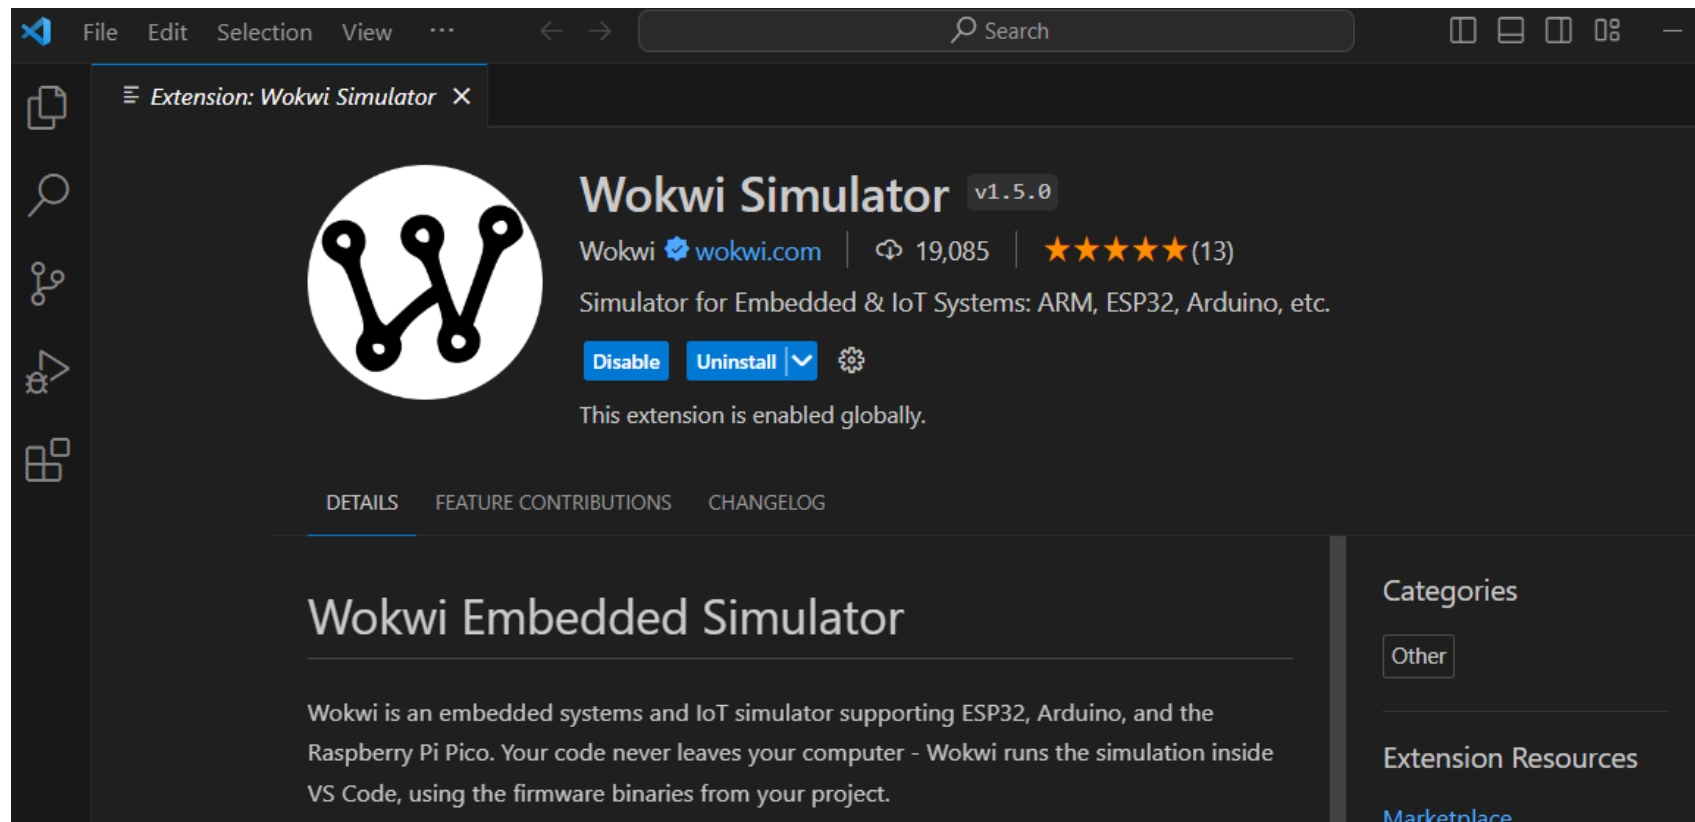 File Edit Selection View ··· Search
Extension: Wokwi Simulator
Wokwi Simulator v1.5.0
Wokwi wokwi.com 19,085 ★★★★★(13)
Simulator for Embedded & IoT Systems: ARM, ESP32, Arduino, etc.
Disable Uninstall
This extension is enabled globally.
DETAILS FEATURE CONTRIBUTIONS CHANGELOG
Wokwi Embedded Simulator
Wokwi is an embedded systems and IoT simulator supporting ESP32, Arduino, and the
Raspberry Pi Pico. Your code never leaves your computer - Wokwi runs the simulation inside
VS Code, using the firmware binaries from your project.
Categories
Other
Extension Resources
Marketplace